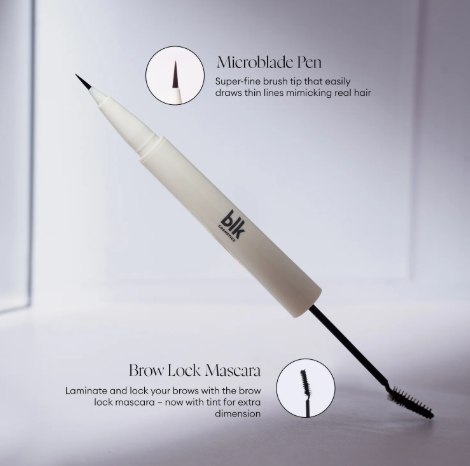 Microblade Pen
Super-fine brush tip that easily
draws thin lines mimicking real hair
blk
cosmetics
Brow Lock Mascara
Laminate and lock your brows with the brow
lock mascara – now with tint for extra
dimension